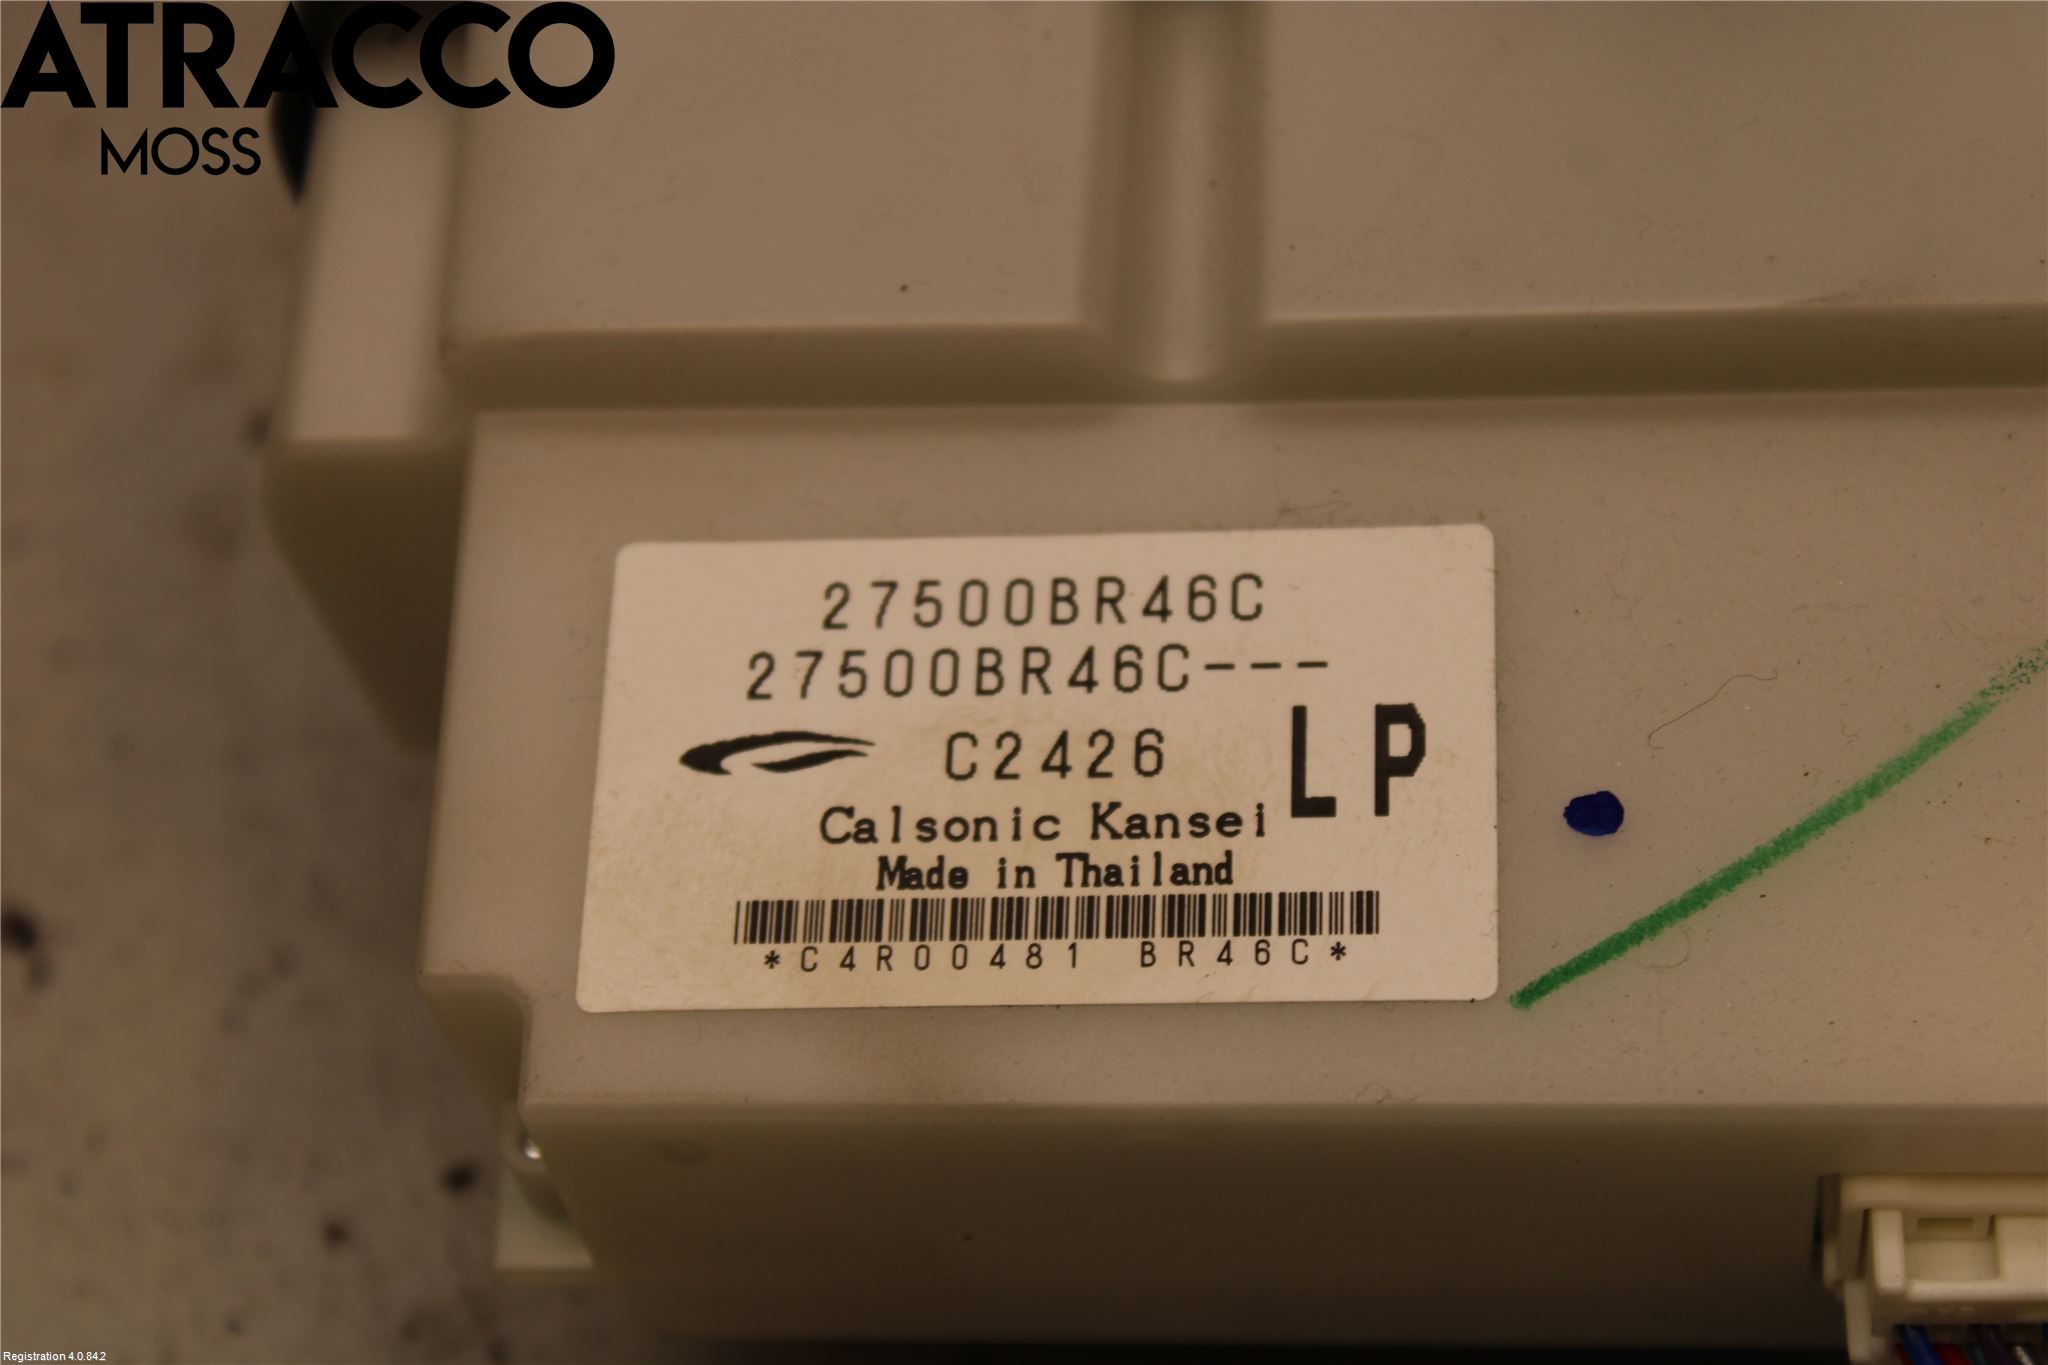 ATRACCO
MOSS
27500BR46C
27500BR46C---
C2426
LP
Calsonic Kansei
Made in Thailand
*C4R00481 BR46C*
Registration 4.0.84.2